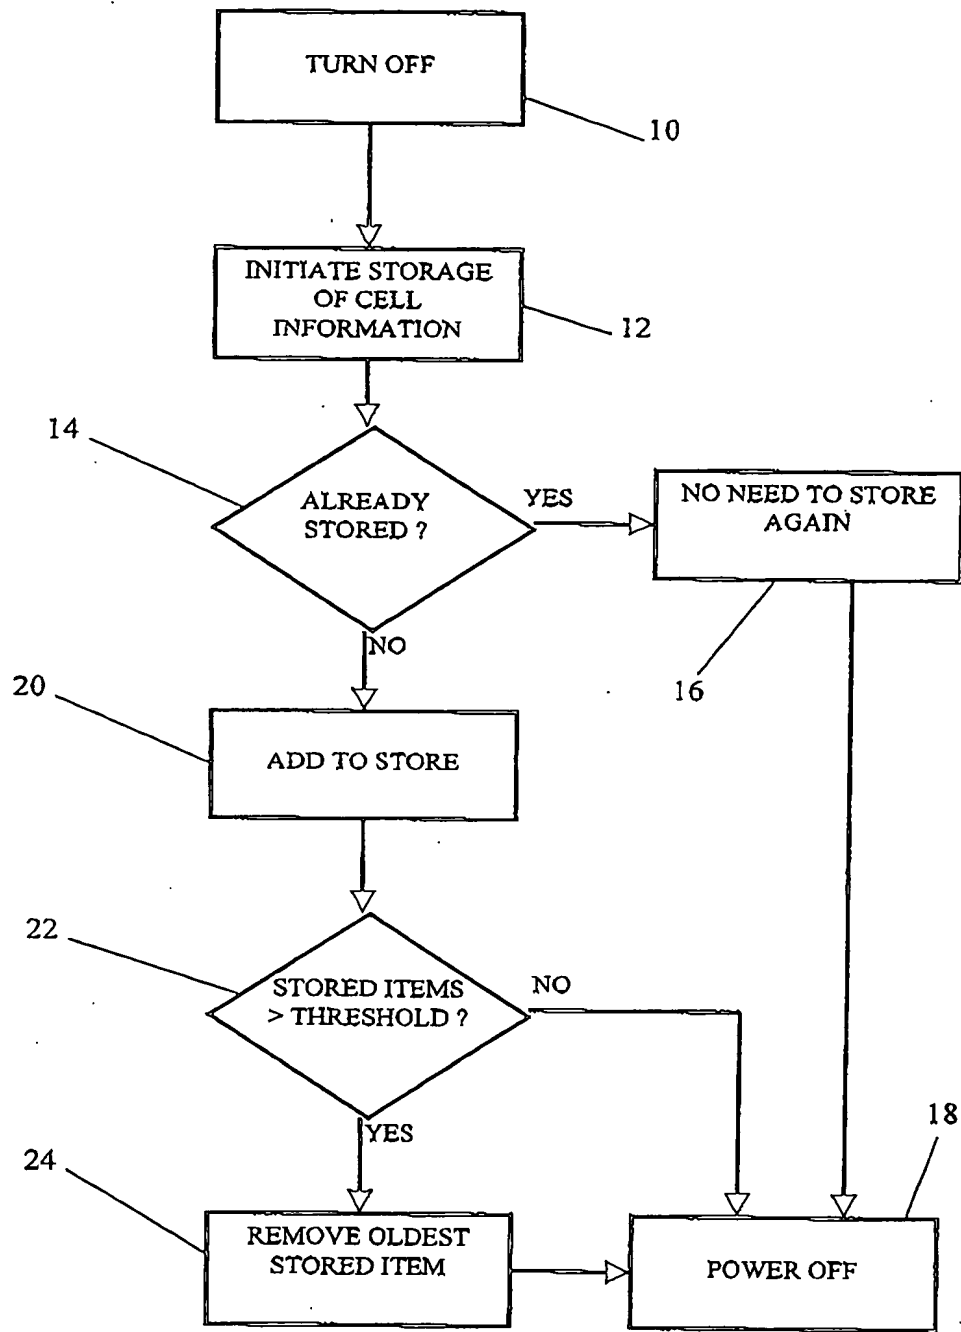 TURN OFF
10
INITIATE STORAGE
OF CELL
INFORMATION
12
14
ALREADY
STORED ?
YES
NO NEED TO STORE
AGAIN
16
NO
20
ADD TO STORE
22
STORED ITEMS
> THRESHOLD ?
NO
YES
18
24
REMOVE OLDEST
STORED ITEM
POWER OFF